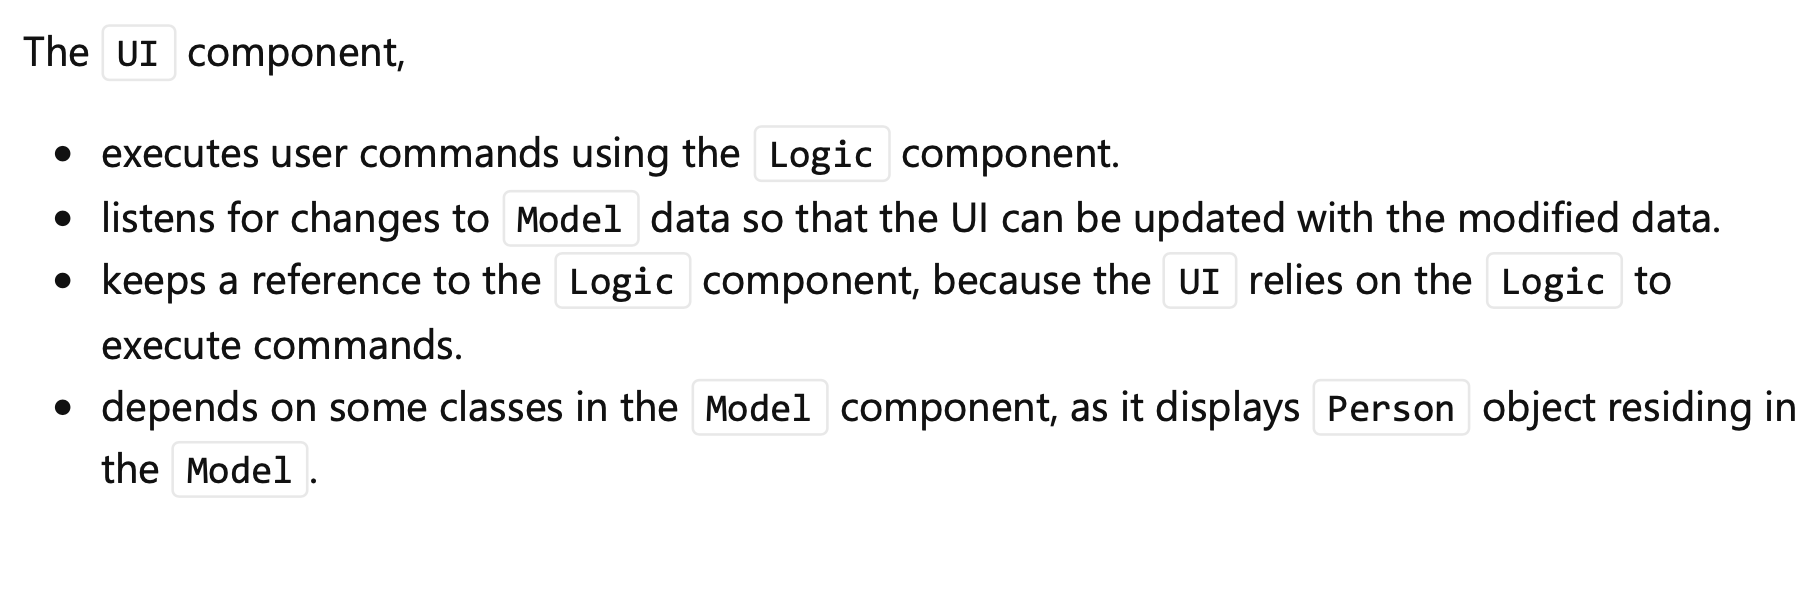 The UI component,
executes user commands using the Logic component.
listens for changes to Model data so that the UI can be updated with the modified data.
keeps a reference to the Logic component, because the UI relies on the Logic to
execute commands.
depends on some classes in the Model component, as it displays Person object residing in
the Model.